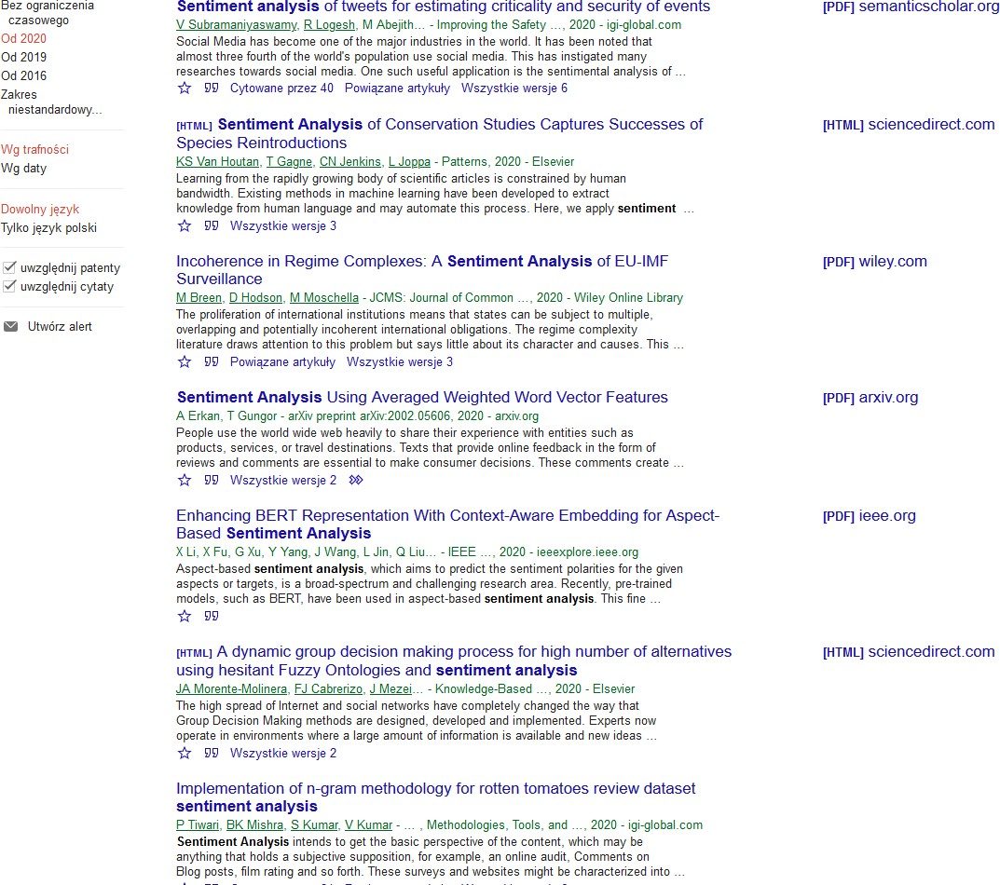 Bez ograniczenia
czasowego
Od 2020
Od 2019
Od 2016
Zakres
niestandardowy...
Wg trafności
Wg daty
Dowolny język
Tylko język polski
uwzględnij patenty
uwzględnij cytaty
Utwórz alert
Sentiment analysis of tweets for estimating criticality and security of events
[PDF] semanticscholar.org
V Subramaniyaswamy, R Logesh, M Abejith... - Improving the Safety ..., 2020 - igi-global.com
Social Media has become one of the major industries in the world. It has been noted that
almost three fourth of the world's population use social media. This has instigated many
researches towards social media. One such useful application is the sentimental analysis of ...
Cytowane przez 40 Powiązane artykuły Wszystkie wersje 6
[HTML] Sentiment Analysis of Conservation Studies Captures Successes of
Species Reintroductions
[HTML] sciencedirect.com
KS Van Houtan, T Gagne, CN Jenkins, L Joppa - Patterns, 2020 - Elsevier
Learning from the rapidly growing body of scientific articles is constrained by human
bandwidth. Existing methods in machine learning have been developed to extract
knowledge from human language and may automate this process. Here, we apply sentiment ...
Wszystkie wersje 3
Incoherence in Regime Complexes: A Sentiment Analysis of EU-IMF
Surveillance
[PDF] wiley.com
M Breen, D Hodson, M Moschella - JCMS: Journal of Common ..., 2020 - Wiley Online Library
The proliferation of international institutions means that states can be subject to multiple,
overlapping and potentially incoherent international obligations. The regime complexity
literature draws attention to this problem but says little about its character and causes. This ...
Powiązane artykuły Wszystkie wersje 3
Sentiment Analysis Using Averaged Weighted Word Vector Features
[PDF] arxiv.org
A Erkan, T Gungor - arXiv preprint arXiv:2002.05606, 2020 - arxiv.org
People use the world wide web heavily to share their experience with entities such as
products, services, or travel destinations. Texts that provide online feedback in the form of
reviews and comments are essential to make consumer decisions. These comments create ...
Wszystkie wersje 2
Enhancing BERT Representation With Context-Aware Embedding for Aspect-
Based Sentiment Analysis
[PDF] ieee.org
X Li, X Fu, G Xu, Y Yang, J Wang, L Jin, Q Liu... - IEEE ..., 2020 - ieeexplore.ieee.org
Aspect-based sentiment analysis, which aims to predict the sentiment polarities for the given
aspects or targets, is a broad-spectrum and challenging research area. Recently, pre-trained
models, such as BERT, have been used in aspect-based sentiment analysis. This fine ...
[HTML] A dynamic group decision making process for high number of alternatives
using hesitant Fuzzy Ontologies and sentiment analysis
[HTML] sciencedirect.com
JA Morente-Molinera, FJ Cabrerizo, J Mezei... - Knowledge-Based ..., 2020 - Elsevier
The high spread of Internet and social networks have completely changed the way that
Group Decision Making methods are designed, developed and implemented. Experts now
operate in environments where a large amount of information is available and new ideas ...
Wszystkie wersje 2
Implementation of n-gram methodology for rotten tomatoes review dataset
sentiment analysis
P Tiwari, BK Mishra, S Kumar, V Kumar - ... , Methodologies, Tools, and ..., 2020 - igi-global.com
Sentiment Analysis intends to get the basic perspective of the content, which may be
anything that holds a subjective supposition, for example, an online audit, Comments on
Blog posts, film rating and so forth. These surveys and websites might be characterized into ...